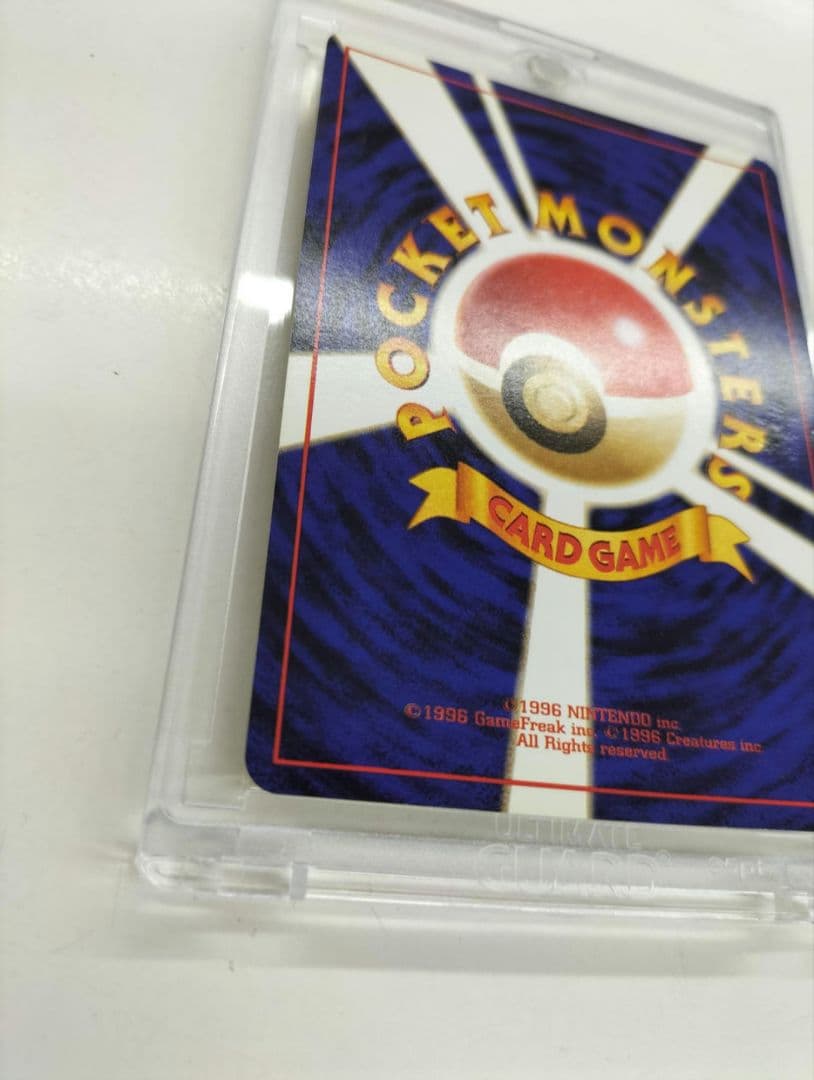 POCKET MONSTERS
CARD GAME
©1996 NINTENDO inc.
©1996 GameFreak inc. ©1996 Creatures inc.
All Rights reserved.
ULTIMATE
GUARD